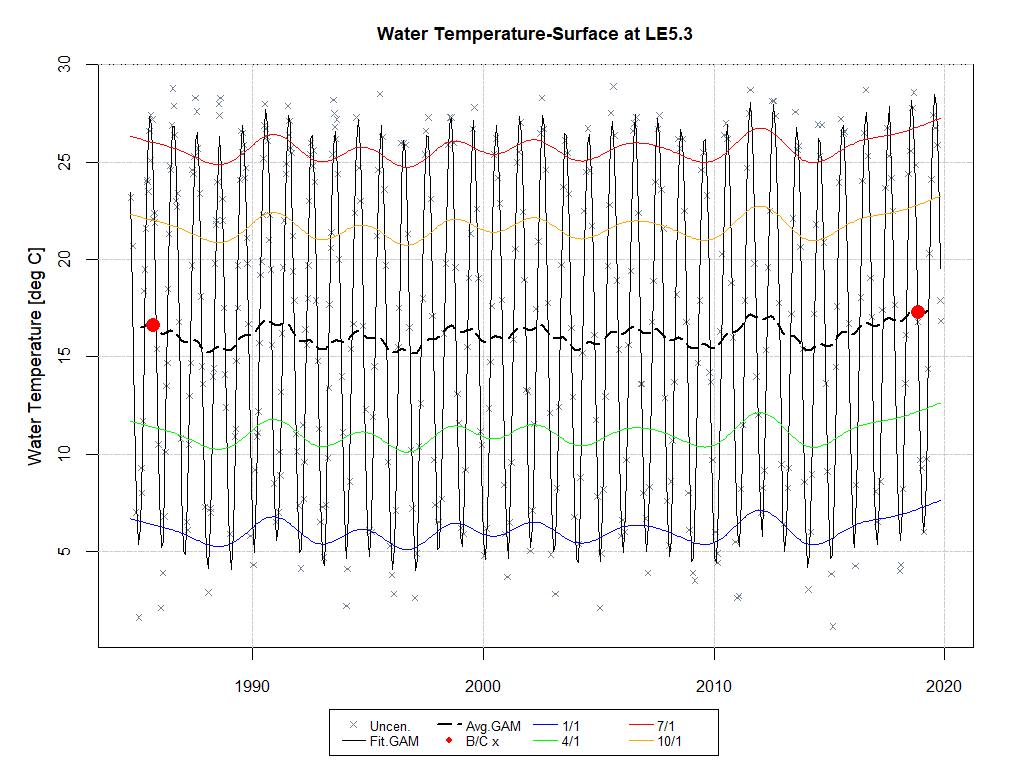 Water Temperature-Surface at LE5.3
Water Temperature [deg C]
30
25
20
15
10
5
1990 2000 2010 2020
Uncen. Avg.GAM 1/1 7/1
Fit.GAM B/C x 4/1 10/1